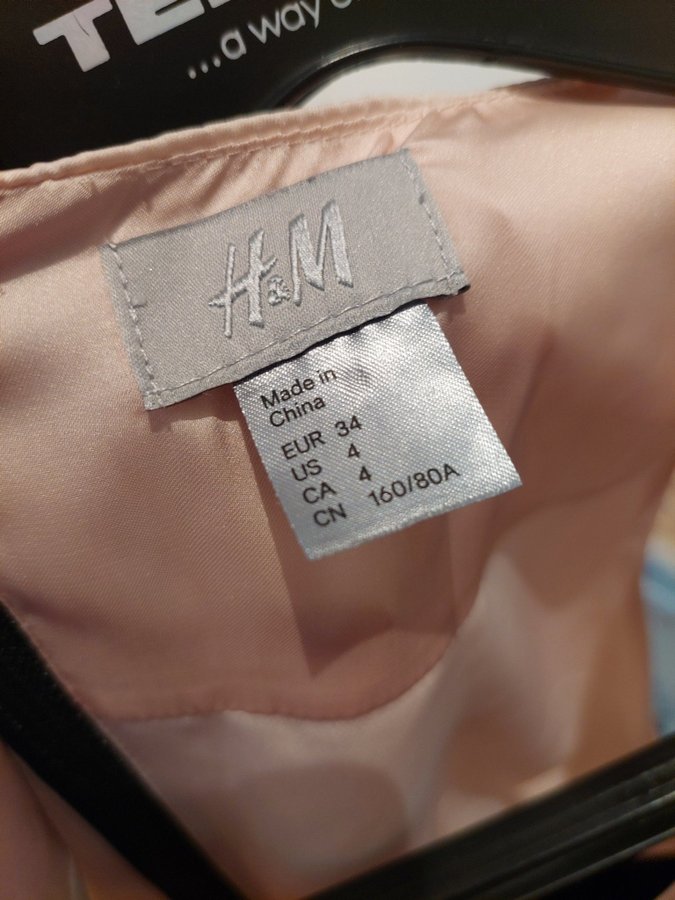 ...a way
H&M
Made in
China
EUR 34
US 4
CA 4
CN 160/80A